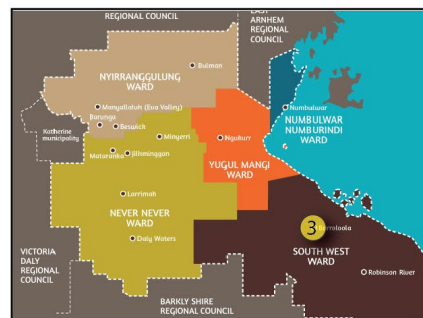 REGIONAL COUNCIL
EAST
ARNHEM
REGIONAL
COUNCIL
NYIRRANGGULUNG
WARD
Bulman
Manyallaluk (Eva Valley)
Barunga
Beswick
Katherine
municipality
Minyerri
Mataranka
Jilkminggan
Ngukurr
Numbulwar
NUMBULWAR
NUMBURINDI
WARD
YUGUL MANGI
WARD
Larrimah
NEVER NEVER
WARD
Daly Waters
3
Borroloola
SOUTH WEST
WARD
Robinson River
VICTORIA
DALY
REGIONAL
COUNCIL
BARKLY SHIRE
REGIONAL COUNCIL